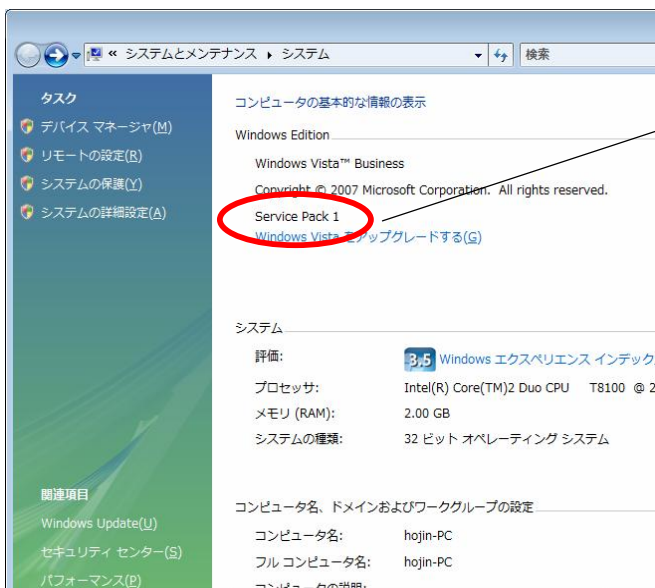 « システムとメンテナンス ▸ システム
検索
タスク
デバイス マネージャ(M)
リモートの設定(R)
システムの保護(Y)
システムの詳細設定(A)
コンピュータの基本的な情報の表示
Windows Edition
Windows Vista™ Business
Copyright © 2007 Microsoft Corporation. All rights reserved.
Service Pack 1
Windows Vista をアップグレードする(G)
システム
評価:
3.5 Windows エクスペリエンス インデック
プロセッサ: Intel(R) Core(TM)2 Duo CPU T8100 @ 2
メモリ (RAM): 2.00 GB
システムの種類: 32 ビット オペレーティング システム
コンピュータ名、ドメインおよびワークグループの設定
コンピュータ名: hojin-PC
フル コンピュータ名: hojin-PC
コンピュータの説明:
関連項目
Windows Update(U)
セキュリティ センター(S)
パフォーマンス(P)